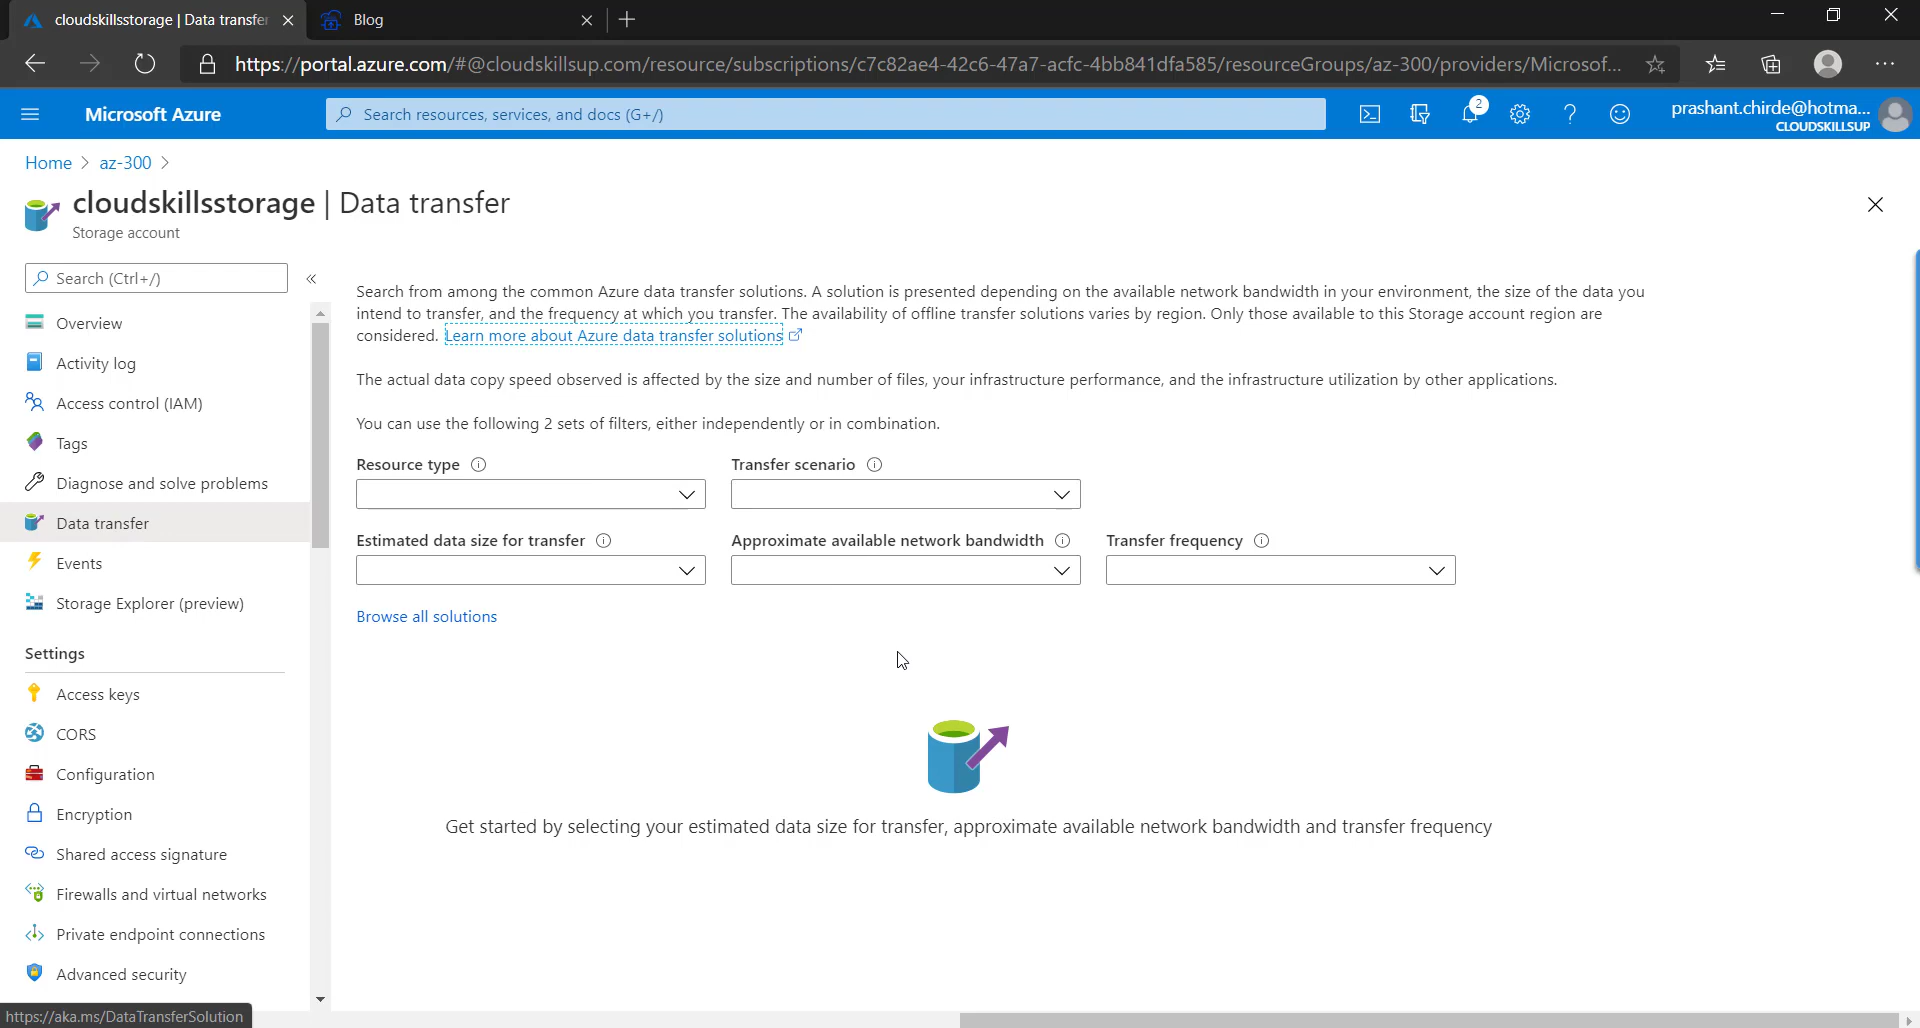 cloudskillsstorage | Data transfer
Blog
https://portal.azure.com/#@cloudskillsup.com/resource/subscriptions/c7c82ae4-42c6-47a7-acfc-4bb841dfa585/resourceGroups/az-300/providers/Microsof...
Microsoft Azure
Search resources, services, and docs (G+/)
2
prashant.chirde@hotma...
CLOUDSKILLSUP
Home > az-300 >
cloudskillsstorage | Data transfer
Storage account
Search (Ctrl+/)
«
Overview
Activity log
Access control (IAM)
Tags
Diagnose and solve problems
Data transfer
Events
Storage Explorer (preview)
Settings
Access keys
CORS
Configuration
Encryption
Shared access signature
Firewalls and virtual networks
Private endpoint connections
Advanced security
Search from among the common Azure data transfer solutions. A solution is presented depending on the available network bandwidth in your environment, the size of the data you
intend to transfer, and the frequency at which you transfer. The availability of offline transfer solutions varies by region. Only those available to this Storage account region are
considered. Learn more about Azure data transfer solutions
The actual data copy speed observed is affected by the size and number of files, your infrastructure performance, and the infrastructure utilization by other applications.
You can use the following 2 sets of filters, either independently or in combination.
Resource type
Transfer scenario
Estimated data size for transfer
Approximate available network bandwidth
Transfer frequency
Browse all solutions
Get started by selecting your estimated data size for transfer, approximate available network bandwidth and transfer frequency
https://aka.ms/DataTransferSolution